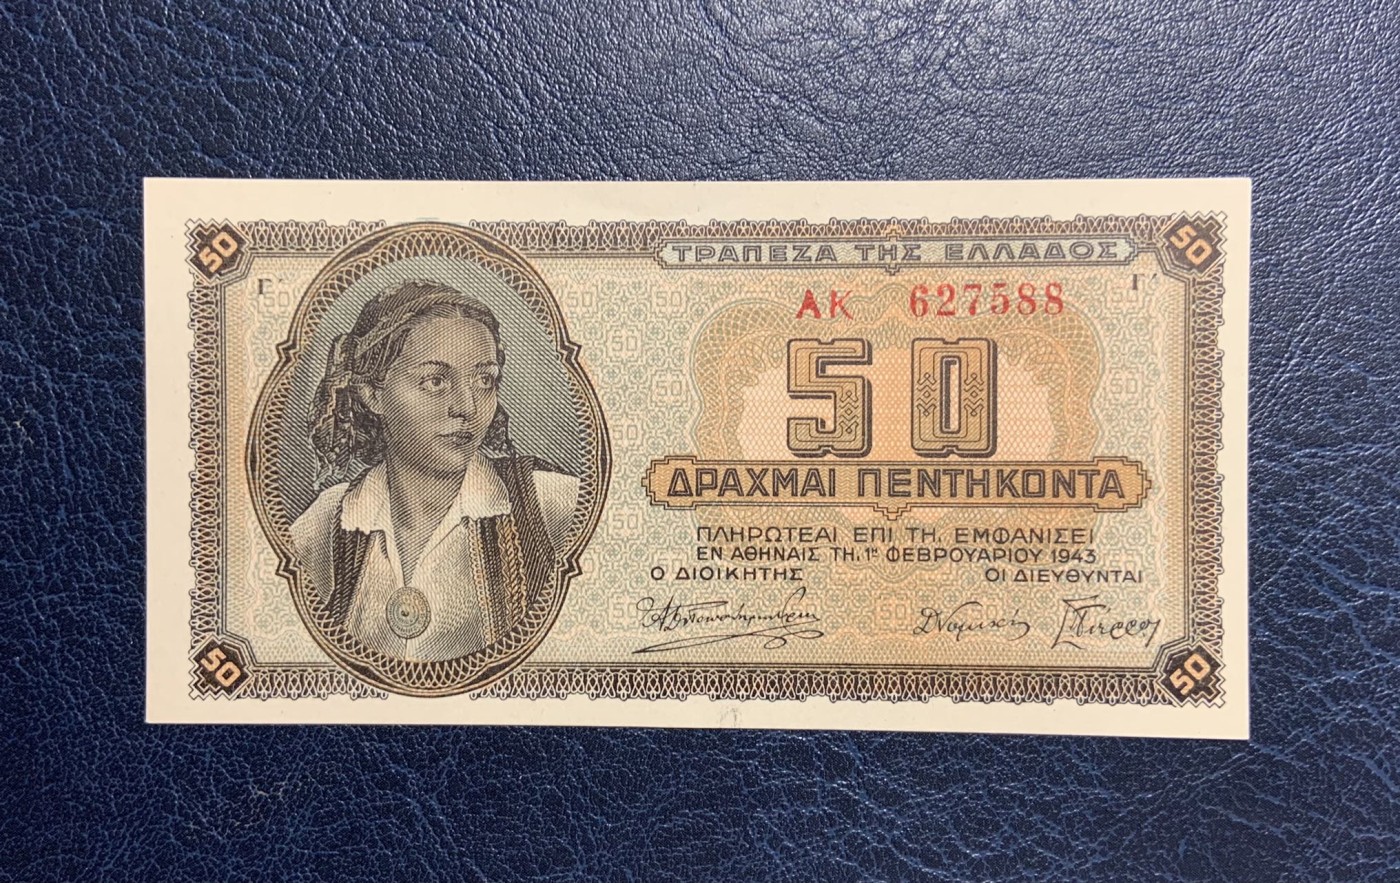 50 50
ΤΡΑΠΕΖΑ ΤΗΣ ΕΛΛΑΔΟΣ
Γ´ Γ´
ΑΚ 627588
50
ΔΡΑΧΜΑΙ ΠΕΝΤΗΚΟΝΤΑ
ΠΛΗΡΩΤΕΑΙ ΕΠΙ ΤΗ, ΕΜΦΑΝΙΣΕΙ
ΕΝ ΑΘΗΝΑΙΣ ΤΗ, 1ῃ ΦΕΒΡΟΥΑΡΙΟΥ 1943
Ο ΔΙΟΙΚΗΤΗΣ ΟΙ ΔΙΕΥΘΥΝΤΑΙ
50 50